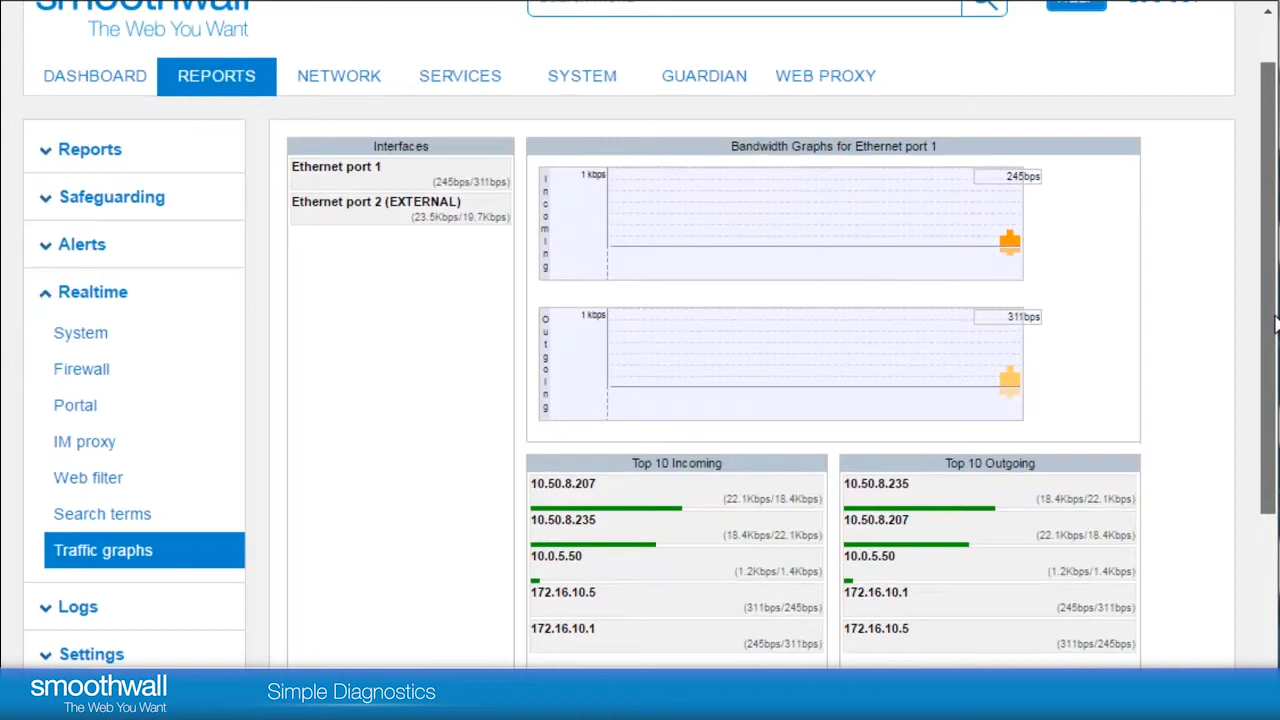 smoothwall
The Web You Want
DASHBOARD REPORTS NETWORK SERVICES SYSTEM GUARDIAN WEB PROXY
Reports
Safeguarding
Alerts
Realtime
System
Firewall
Portal
IM proxy
Web filter
Search terms
Traffic graphs
Logs
Settings
Interfaces
Ethernet port 1
(245bps/311bps)
Ethernet port 2 (EXTERNAL)
(23.5Kbps/19.7Kbps)
Bandwidth Graphs for Ethernet port 1
Incoming
1 kbps
245bps
Outgoing
1 kbps
311bps
Top 10 Incoming
10.50.8.207
(22.1Kbps/18.4Kbps)
10.50.8.235
(18.4Kbps/22.1Kbps)
10.0.5.50
(1.2Kbps/1.4Kbps)
172.16.10.5
(311bps/245bps)
172.16.10.1
(245bps/311bps)
Top 10 Outgoing
10.50.8.235
(18.4Kbps/22.1Kbps)
10.50.8.207
(22.1Kbps/18.4Kbps)
10.0.5.50
(1.2Kbps/1.4Kbps)
172.16.10.1
(245bps/311bps)
172.16.10.5
(311bps/245bps)
smoothwall
The Web You Want
Simple Diagnostics